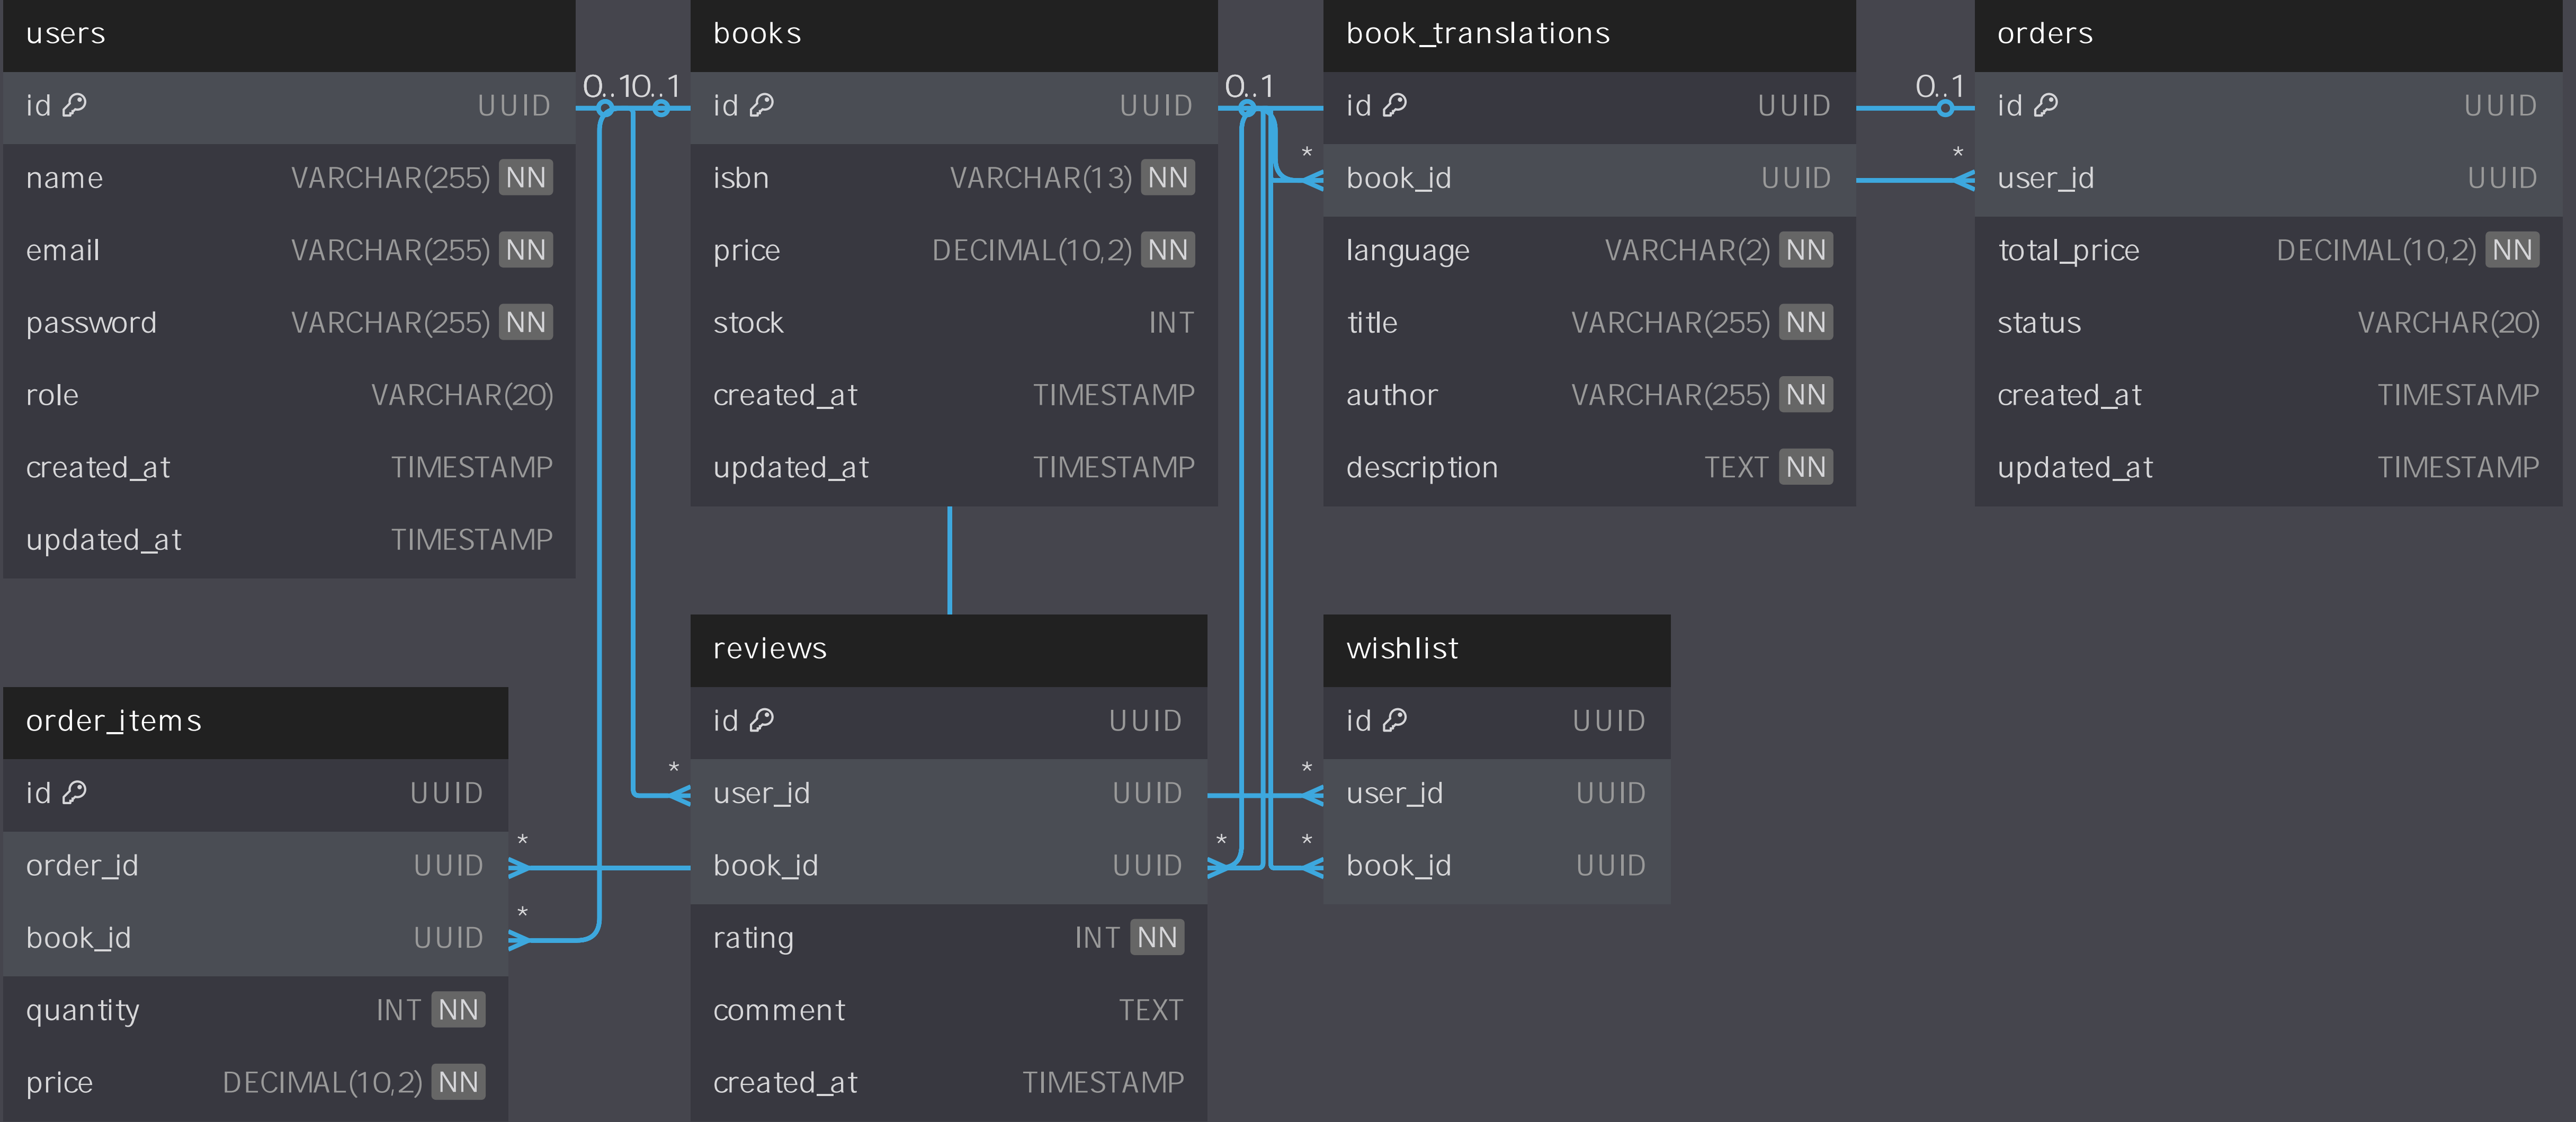 users
id UUID
name VARCHAR(255) NN
email VARCHAR(255) NN
password VARCHAR(255) NN
role VARCHAR(20)
created_at TIMESTAMP
updated_at TIMESTAMP
0..1
0..1
books
id UUID
isbn VARCHAR(13) NN
price DECIMAL(10,2) NN
stock INT
created_at TIMESTAMP
updated_at TIMESTAMP
0..1
*
book_translations
id UUID
book_id UUID
language VARCHAR(2) NN
title VARCHAR(255) NN
author VARCHAR(255) NN
description TEXT NN
0..1
*
orders
id UUID
user_id UUID
total_price DECIMAL(10,2) NN
status VARCHAR(20)
created_at TIMESTAMP
updated_at TIMESTAMP
order_items
id UUID
order_id UUID
book_id UUID
quantity INT NN
price DECIMAL(10,2) NN
*
*
*
reviews
id UUID
user_id UUID
book_id UUID
rating INT NN
comment TEXT
created_at TIMESTAMP
*
*
*
wishlist
id UUID
user_id UUID
book_id UUID